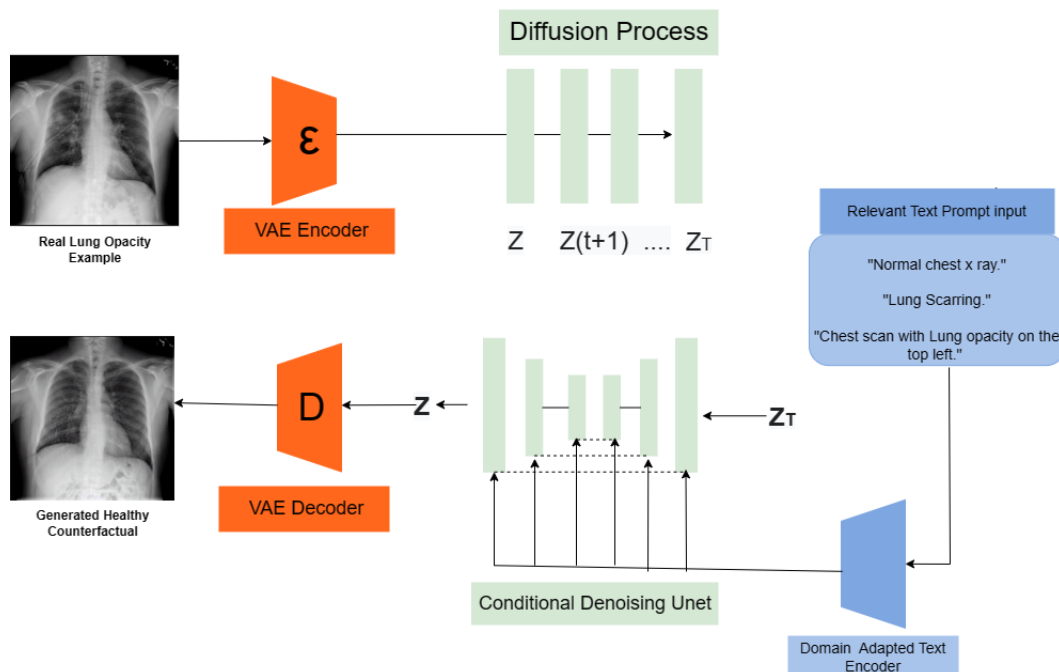 Diffusion Process
ε
VAE Encoder
Real Lung Opacity
Example
Z Z(t+1) .... ZT
Relevant Text Prompt input
"Normal chest x ray."
"Lung Scarring."
"Chest scan with Lung opacity on the
top left."
D
Z
ZT
VAE Decoder
Generated Healthy
Counterfactual
Conditional Denoising Unet
Domain Adapted Text
Encoder